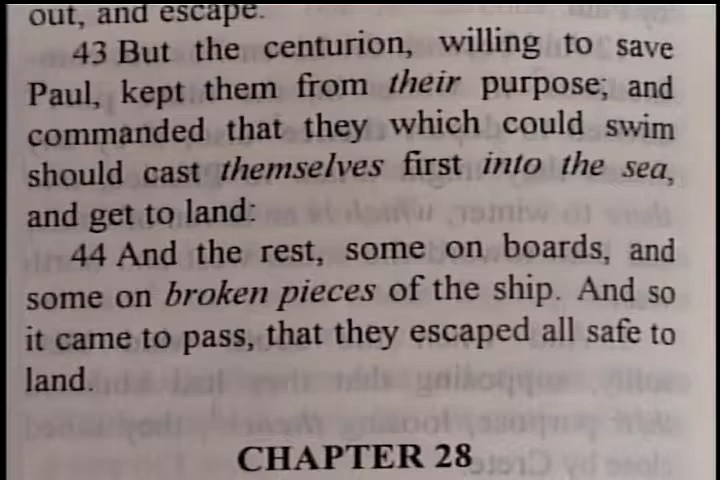 out, and escape.
43 But the centurion, willing to save
Paul, kept them from their purpose; and
commanded that they which could swim
should cast themselves first into the sea,
and get to land:
44 And the rest, some on boards, and
some on broken pieces of the ship. And so
it came to pass, that they escaped all safe to
land.
CHAPTER 28